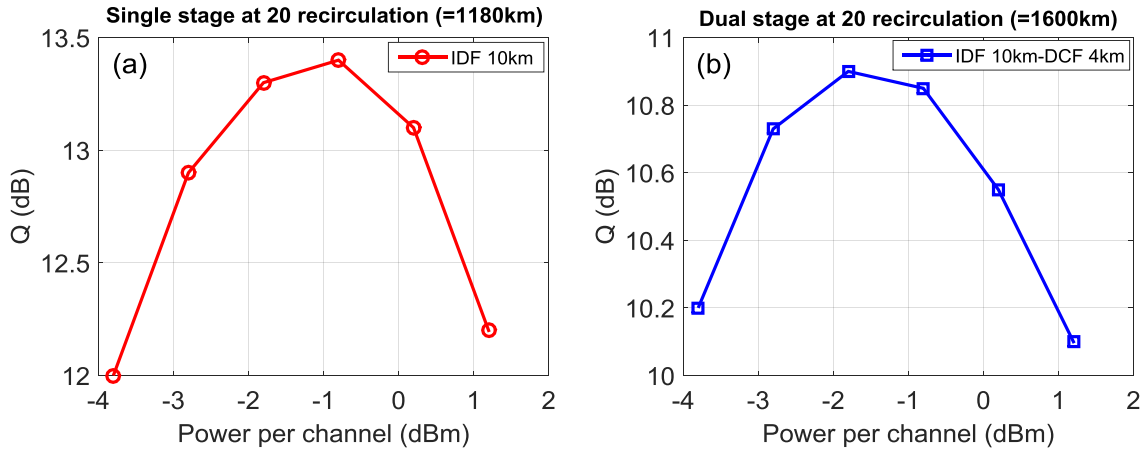 Single stage at 20 recirculation (=1180km)
(a)
IDF 10km
13.5
13
12.5
12
Q (dB)
-4 -3 -2 -1 0 1 2
Power per channel (dBm)
Dual stage at 20 recirculation (=1600km)
(b)
IDF 10km-DCF 4km
11
10.8
10.6
10.4
10.2
10
Q (dB)
-4 -3 -2 -1 0 1 2
Power per channel (dBm)